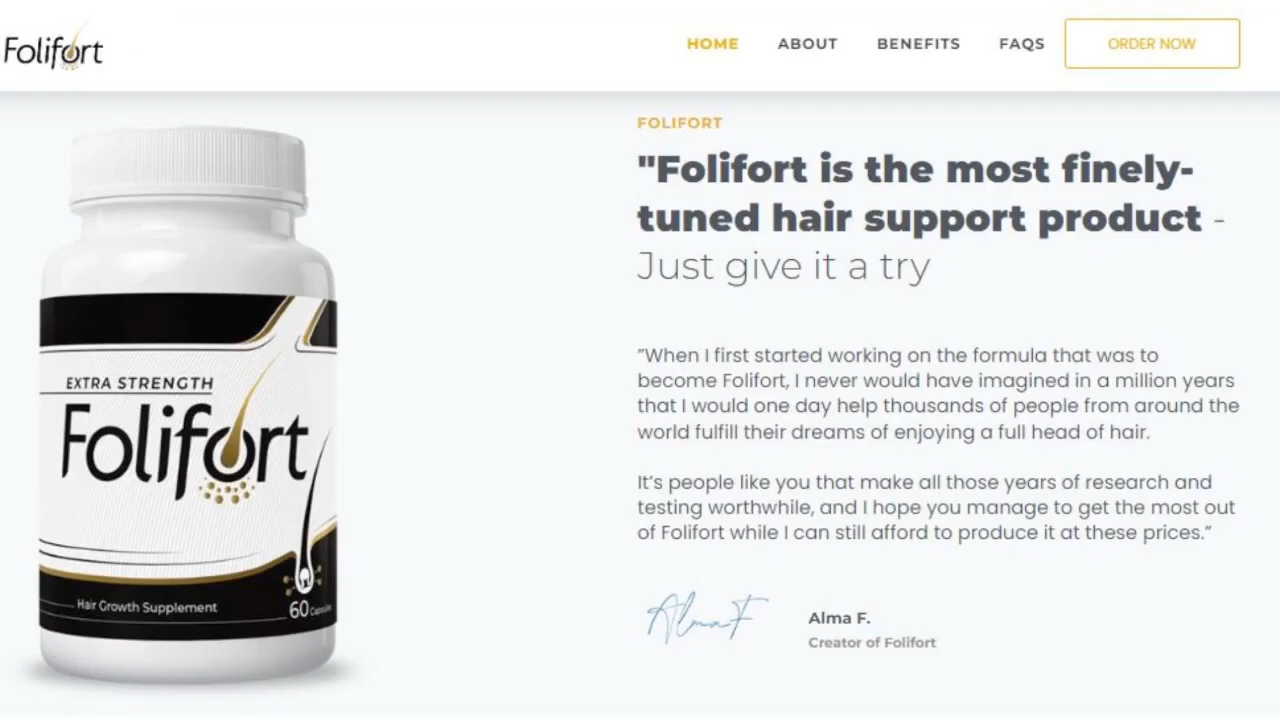 Folifort
HOME
ABOUT
BENEFITS
FAQS
ORDER NOW
EXTRA STRENGTH
Folifort
Hair Growth Supplement
60 Capsules
FOLIFORT
"Folifort is the most finely-
tuned hair support product -
Just give it a try
"When I first started working on the formula that was to
become Folifort, I never would have imagined in a million years
that I would one day help thousands of people from around the
world fulfill their dreams of enjoying a full head of hair.
It's people like you that make all those years of research and
testing worthwhile, and I hope you manage to get the most out
of Folifort while I can still afford to produce it at these prices."
Alma F
Alma F.
Creator of Folifort